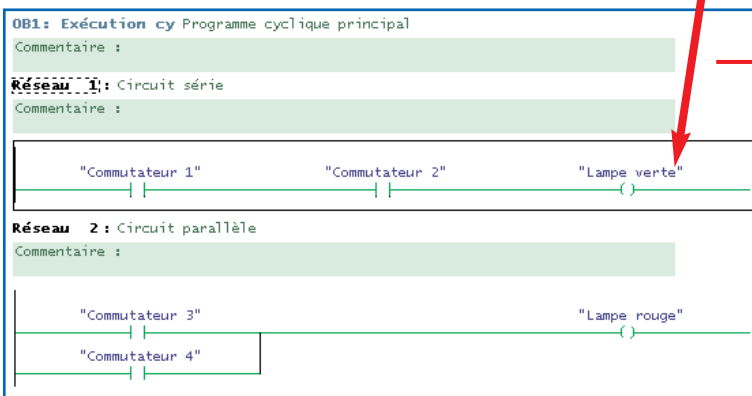 OB1: Exécution cy Programme cyclique principal
Commentaire :
Réseau 1: Circuit série
Commentaire :
"Commutateur 1" "Commutateur 2" "Lampe verte"
Réseau 2: Circuit parallèle
Commentaire :
"Commutateur 3" "Lampe rouge"
"Commutateur 4"